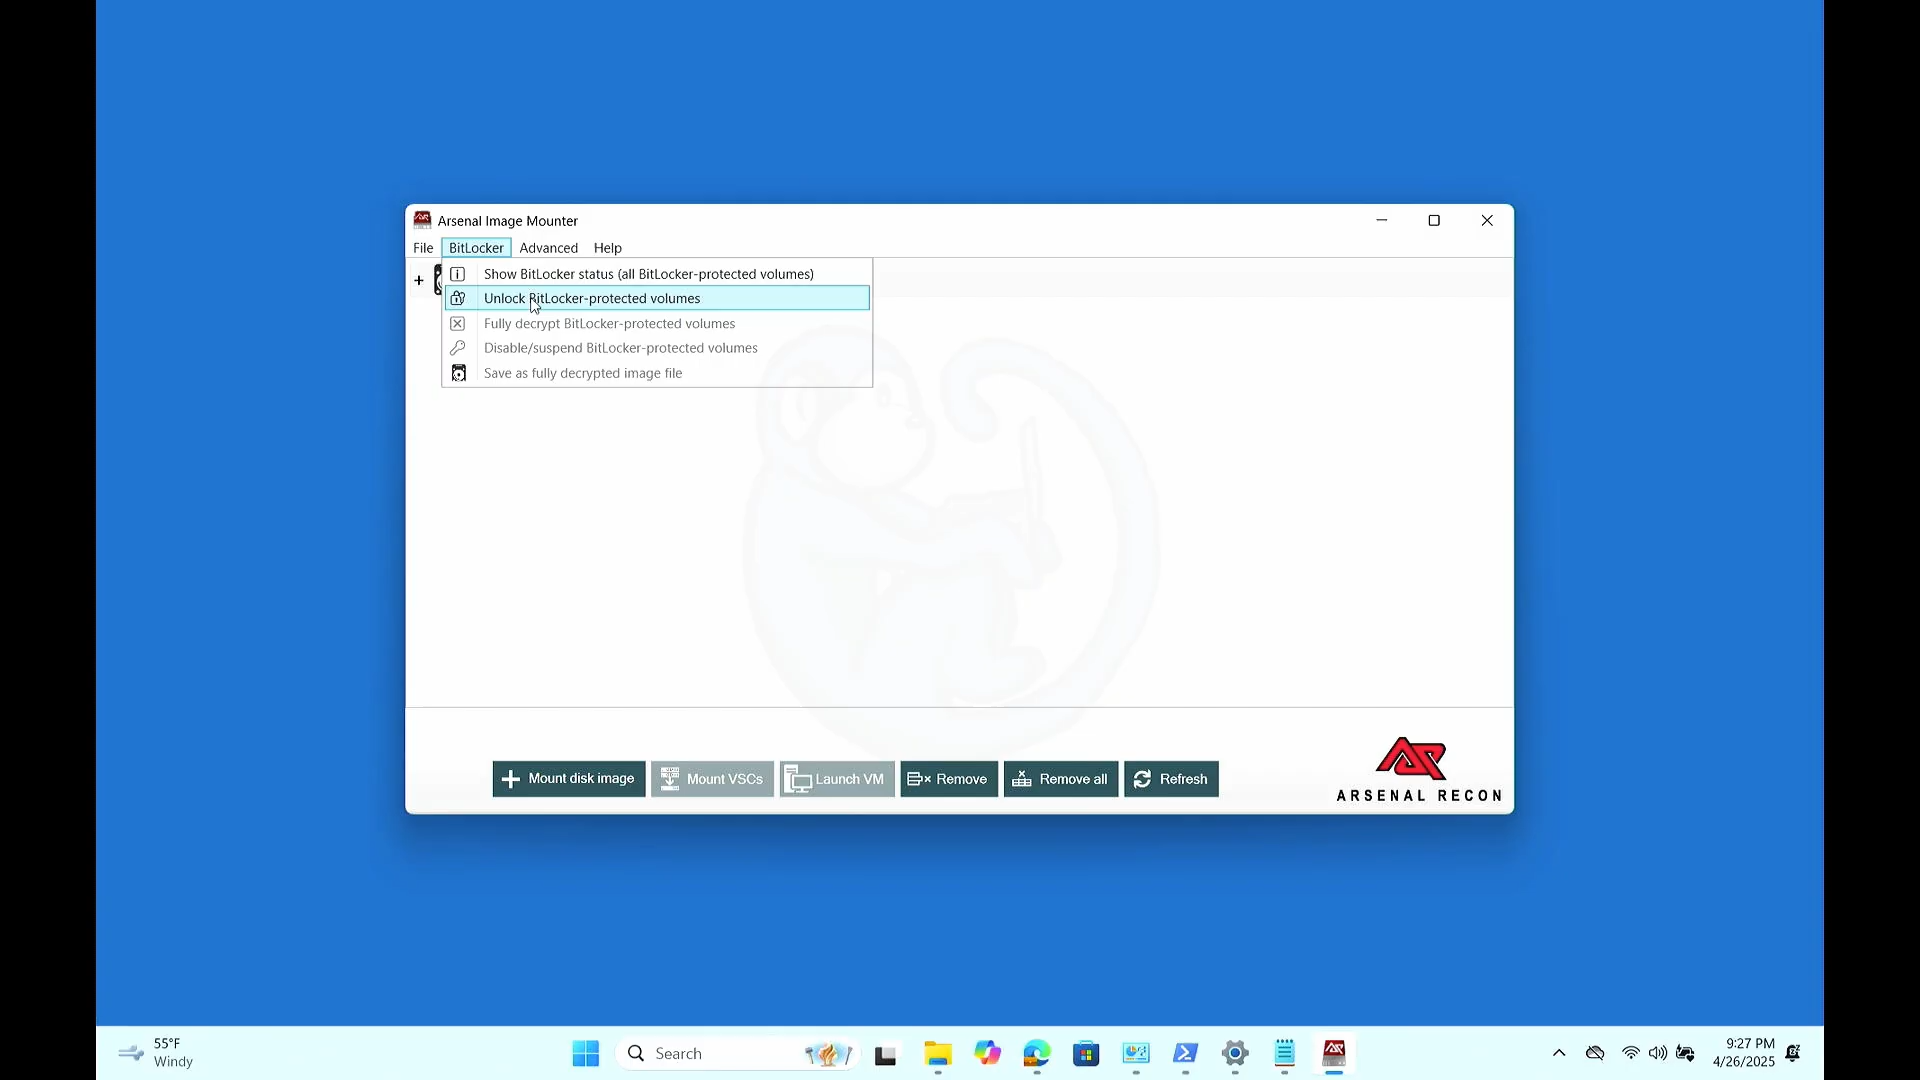 Arsenal Image Mounter
File BitLocker Advanced Help
Show BitLocker status (all BitLocker-protected volumes)
Unlock BitLocker-protected volumes
Fully decrypt BitLocker-protected volumes
Disable/suspend BitLocker-protected volumes
Save as fully decrypted image file
Mount disk image Mount VSCs Launch VM Remove Remove all Refresh
ARSENAL RECON
55°F
Windy
Search
9:27 PM
4/26/2025